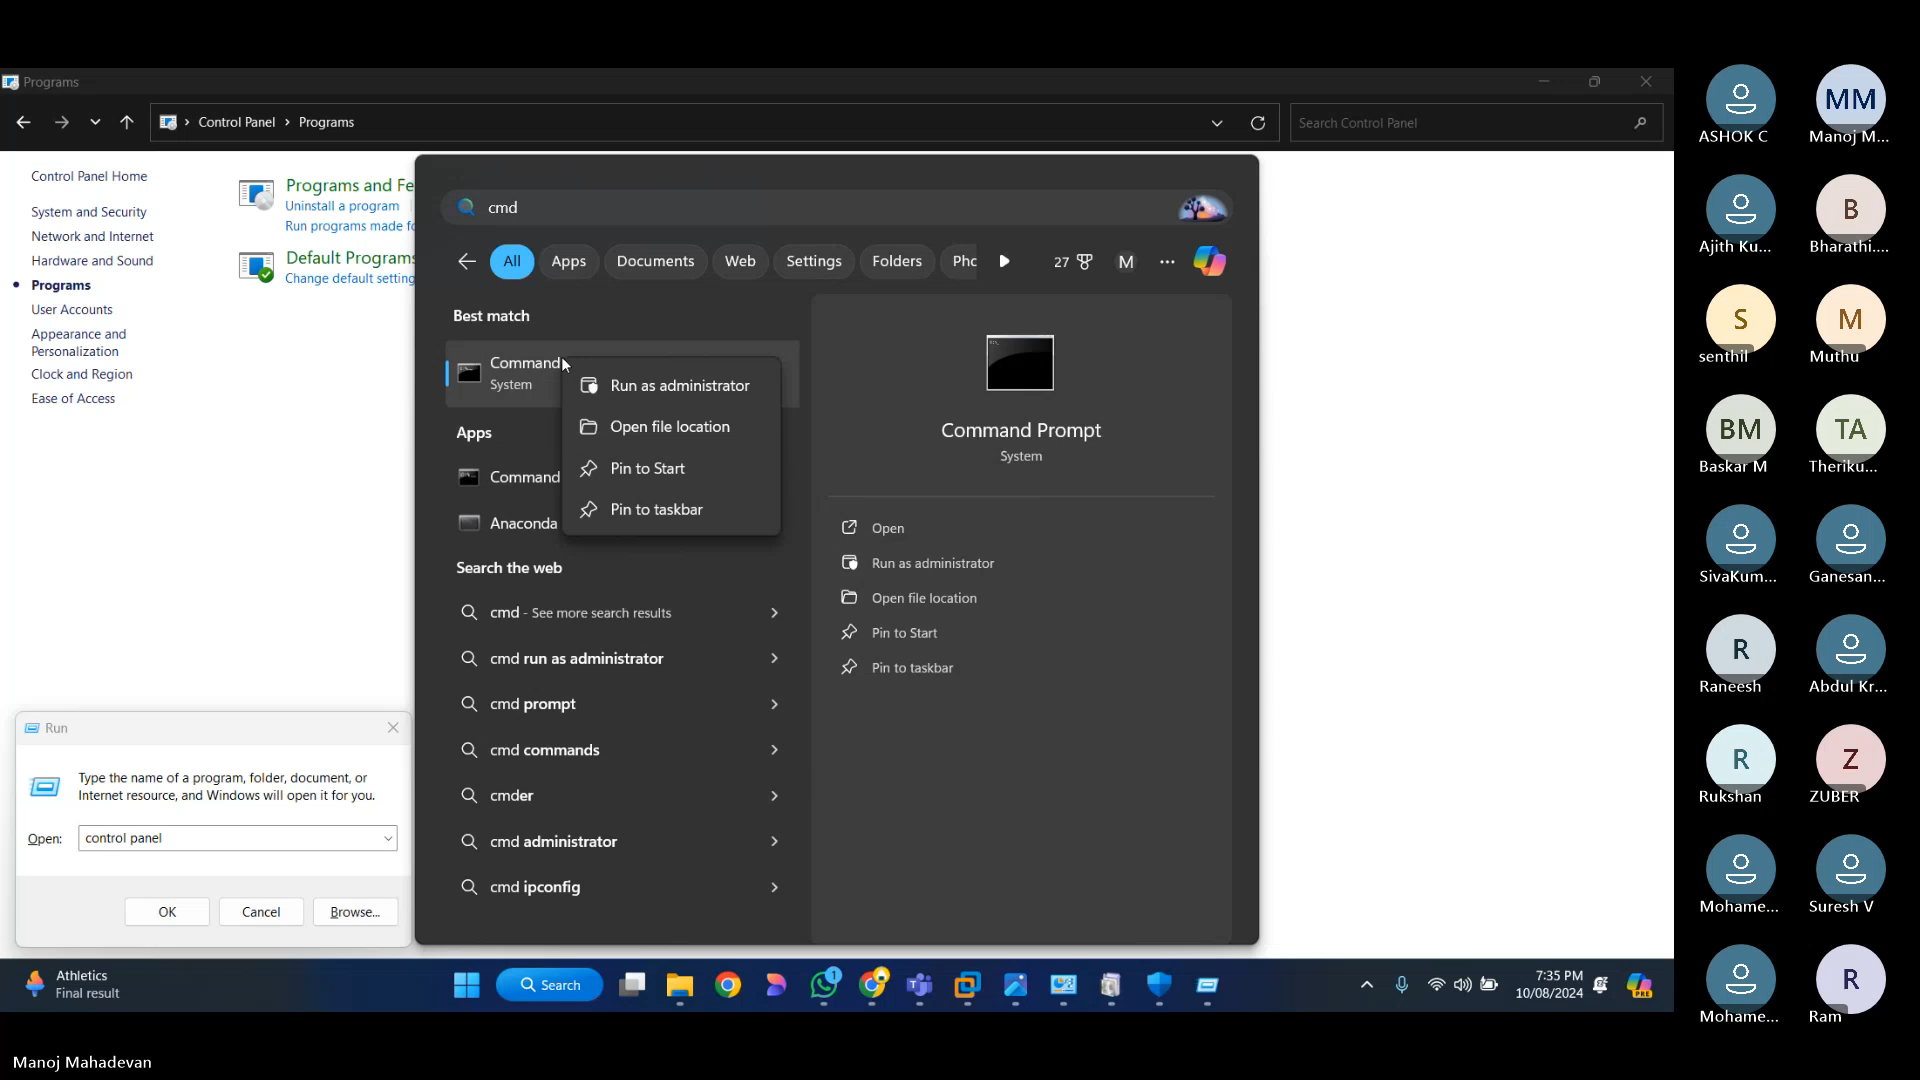 Programs
Control Panel > Programs
Search Control Panel
Control Panel Home
System and Security
Network and Internet
Hardware and Sound
Programs
User Accounts
Appearance and
Personalization
Clock and Region
Ease of Access
Programs and Fe
Uninstall a program
Run programs made fo
Default Programs
Change default setting
cmd
All
Apps
Documents
Web
Settings
Folders
Pho
27
M
Best match
Command
System
Apps
Command
Anaconda
Run as administrator
Open file location
Pin to Start
Pin to taskbar
Search the web
cmd - See more search results
cmd run as administrator
cmd prompt
cmd commands
cmder
cmd administrator
cmd ipconfig
Command Prompt
System
Open
Run as administrator
Open file location
Pin to Start
Pin to taskbar
Run
Type the name of a program, folder, document, or
Internet resource, and Windows will open it for you.
Open:
control panel
OK
Cancel
Browse...
Athletics
Final result
Search
1
7:35 PM
10/08/2024
PRE
Manoj Mahadevan
MM
ASHOK C
Manoj M...
B
Ajith Ku...
Bharathi....
S
M
senthil
Muthu
BM
TA
Baskar M
Theriku...
SivaKum...
Ganesan...
R
Raneesh
Abdul Kr...
R
Z
Rukshan
ZUBER
Mohame...
Suresh V
R
Mohame...
Ram